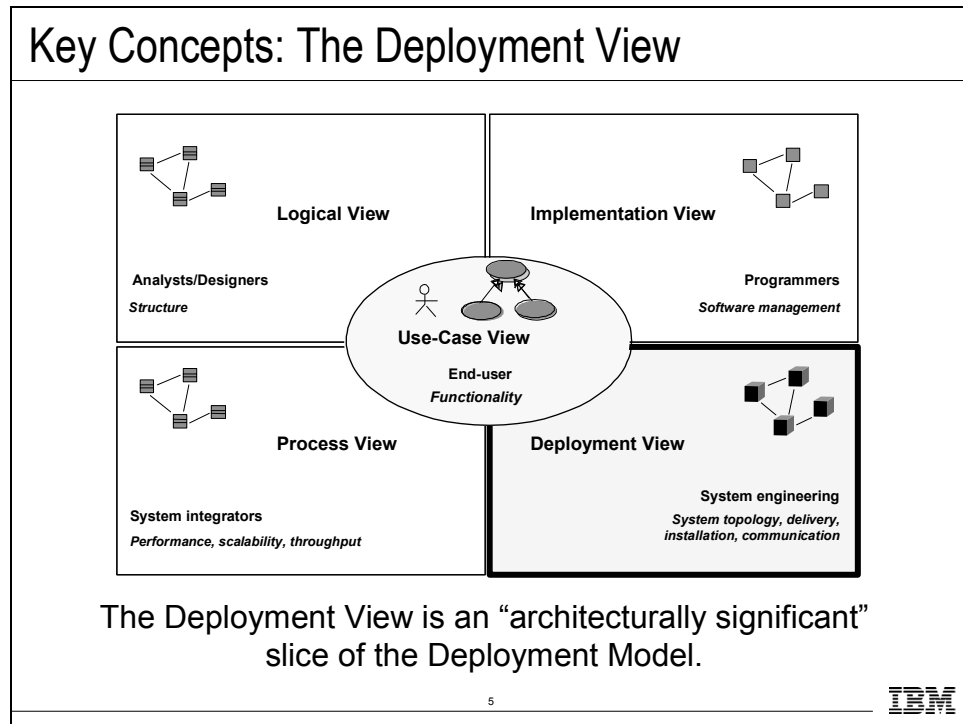 Key Concepts: The Deployment View
Logical View
Analysts/Designers
Structure
Implementation View
Programmers
Software management
Use-Case View
End-user
Functionality
Process View
System integrators
Performance, scalability, throughput
Deployment View
System engineering
System topology, delivery,
installation, communication
The Deployment View is an “architecturally significant”
slice of the Deployment Model.
5
IBM